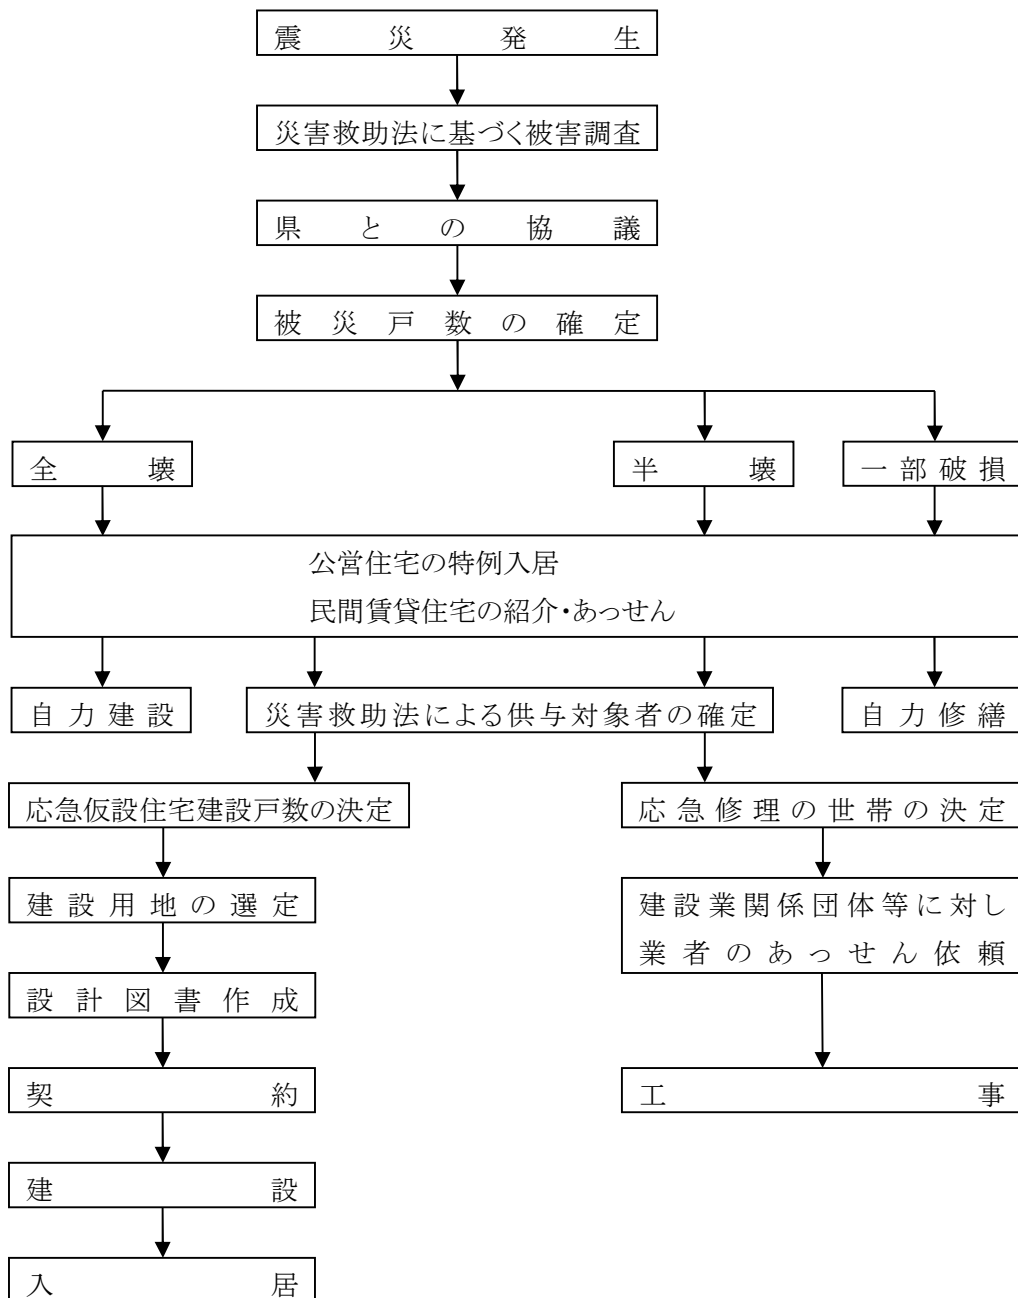 震災発生
災害救助法に基づく被害調査
県との協議
被災戸数の確定
全壊
半壊
一部破損
公営住宅の特例入居
民間賃貸住宅の紹介・あっせん
自力建設
災害救助法による供与対象者の確定
自力修繕
応急仮設住宅建設戸数の決定
応急修理の世帯の決定
建設用地の選定
建設業関係団体等に対し
業者のあっせん依頼
設計図書作成
契約
工事
建設
入居